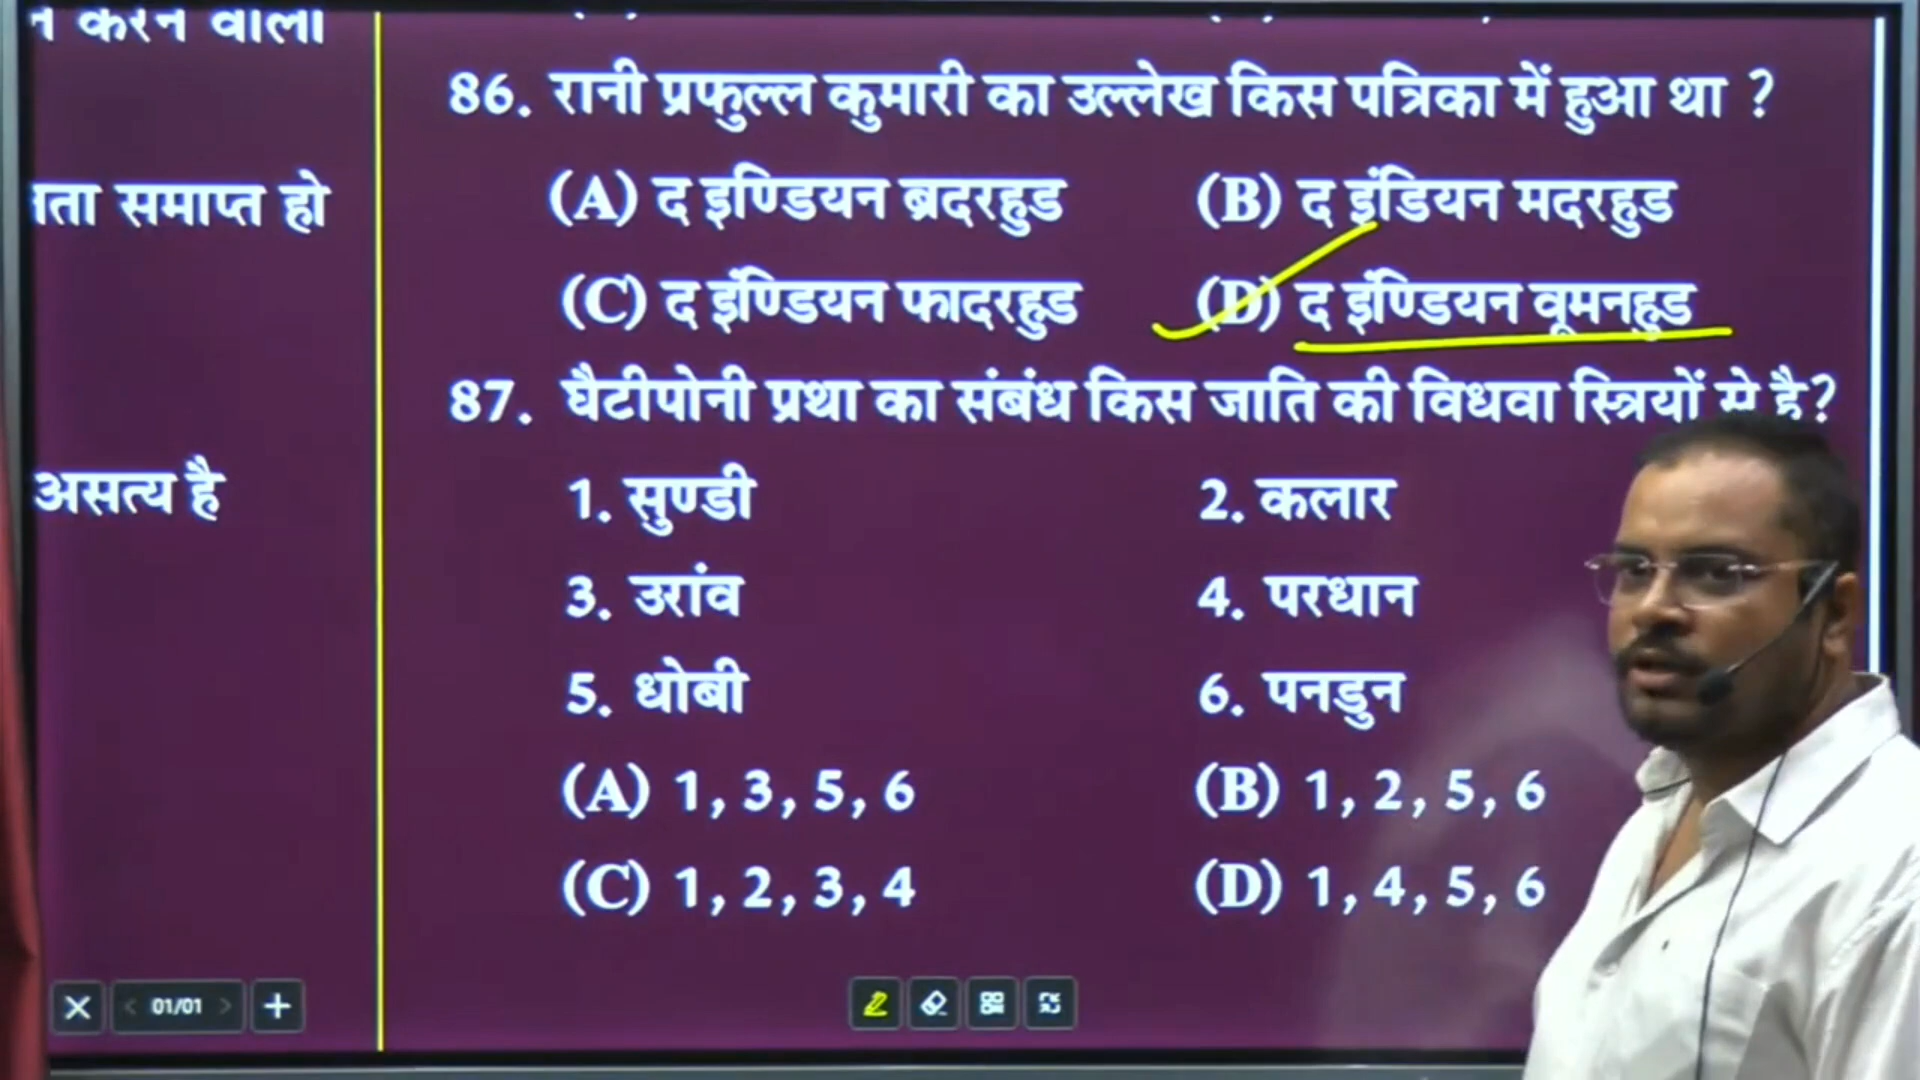 न करने वाला
ता समाप्त हो
असत्य है
86. रानी प्रफुल्ल कुमारी का उल्लेख किस पत्रिका में हुआ था ?
(A) द इण्डियन ब्रदरहुड
(B) द इंडियन मदरहुड
(C) द इंण्डियन फादरहुड
(D) द इंण्डियन वूमनहुड
87. घैटीपोनी प्रथा का संबंध किस जाति की विधवा स्त्रियों से है?
1. सुण्डी
2. कलार
3. उरांव
4. परधान
5. धोबी
6. पनडुन
(A) 1, 3, 5, 6
(B) 1, 2, 5, 6
(C) 1, 2, 3, 4
(D) 1, 4, 5, 6
01/01